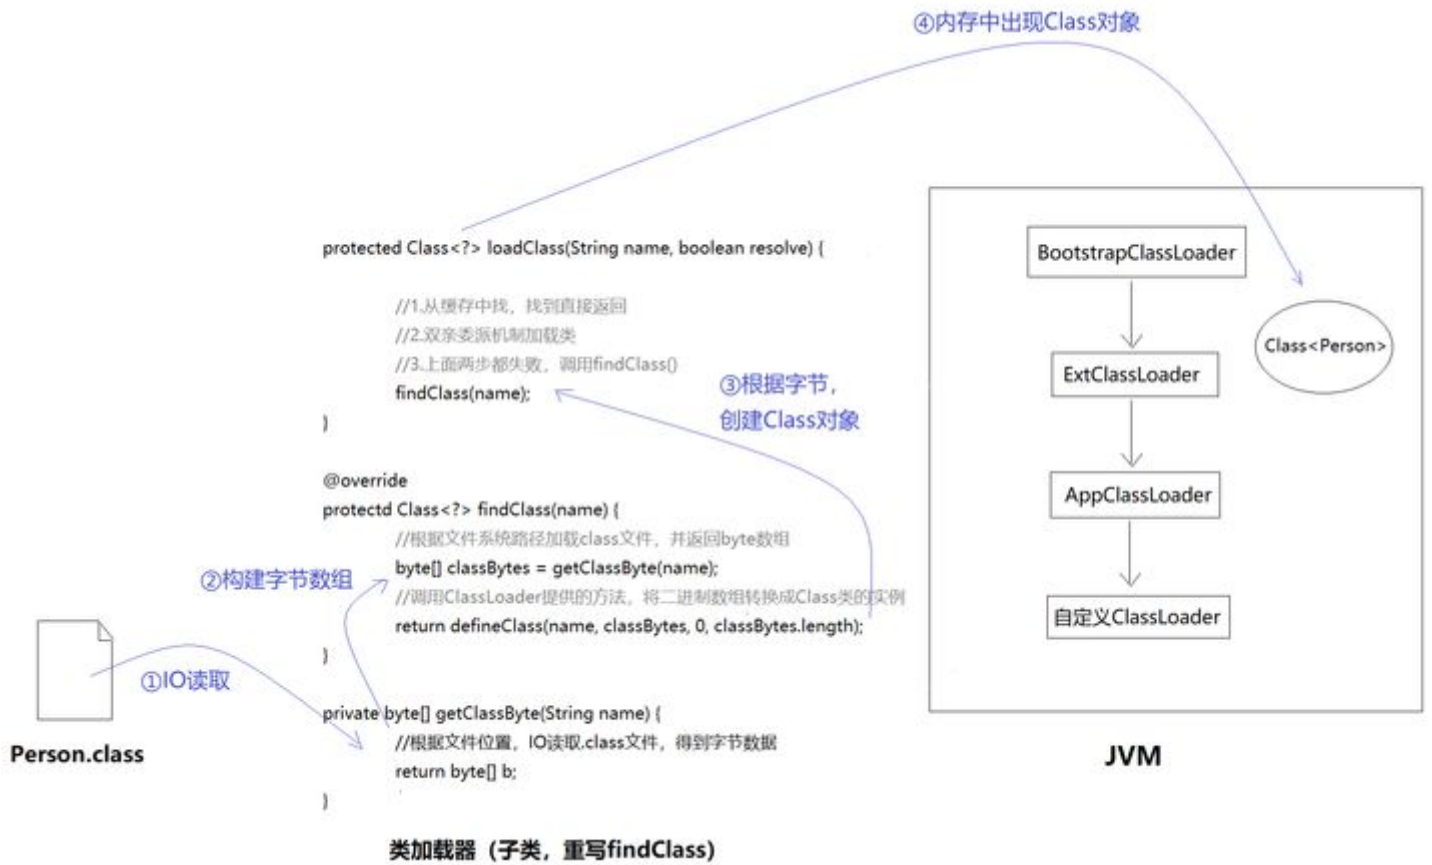 ④内存中出现Class对象
protected Class<?> loadClass(String name, boolean resolve) {
//1.从缓存中找，找到直接返回
//2.双亲委派机制加载类
//3.上面两步都失败，调用findClass()
findClass(name);
}
③根据字节，
创建Class对象
@override
protectd Class<?> findClass(name) {
//根据文件系统路径加载class文件，并返回byte数组
byte[] classBytes = getClassByte(name);
//调用ClassLoader提供的方法，将二进制数组转换成Class类的实例
return defineClass(name, classBytes, 0, classBytes.length);
}
②构建字节数组
①IO读取
Person.class
private byte[] getClassByte(String name) {
//根据文件位置，IO读取.class文件，得到字节数据
return byte[] b;
}
类加载器（子类，重写findClass）
BootstrapClassLoader
ExtClassLoader
AppClassLoader
自定义ClassLoader
Class<Person>
JVM